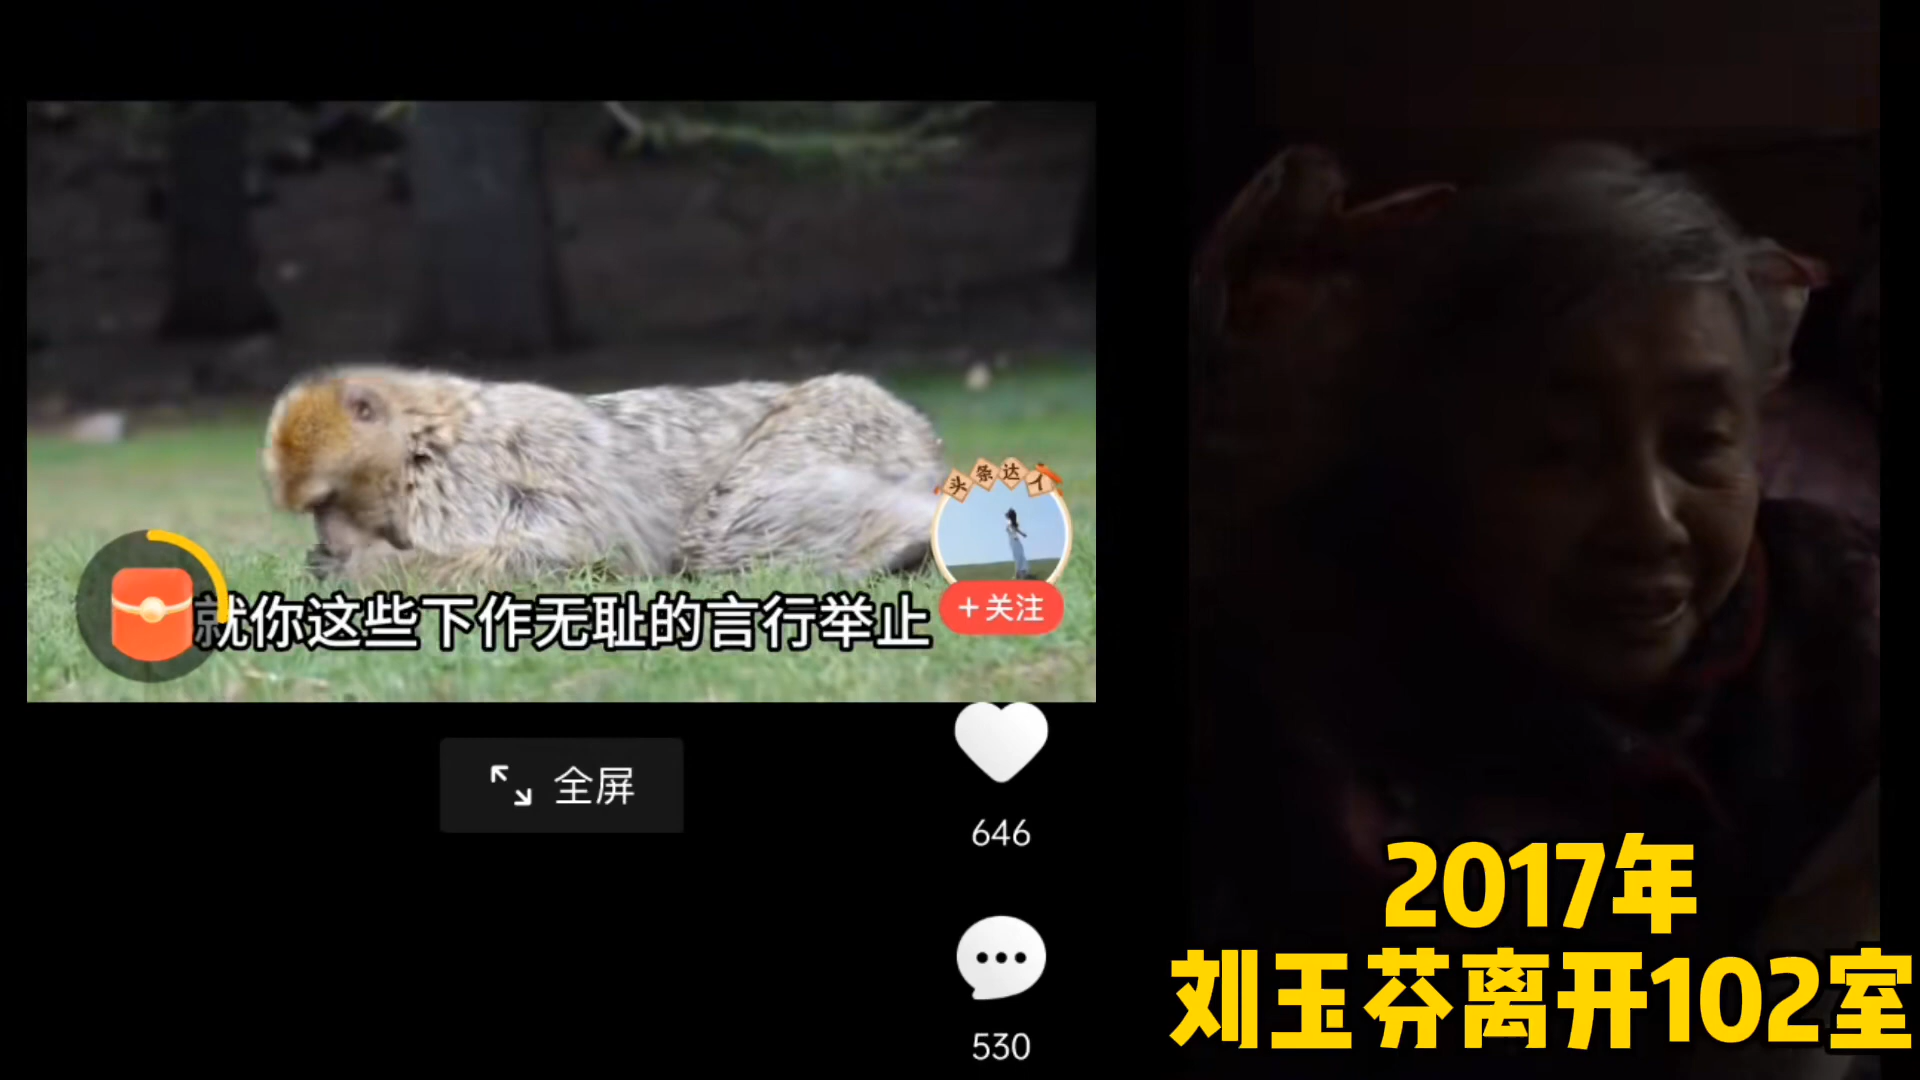 头条达人
就你这些下作无耻的言行举止
+关注
全屏
646
530
2017年
刘玉芬离开102室